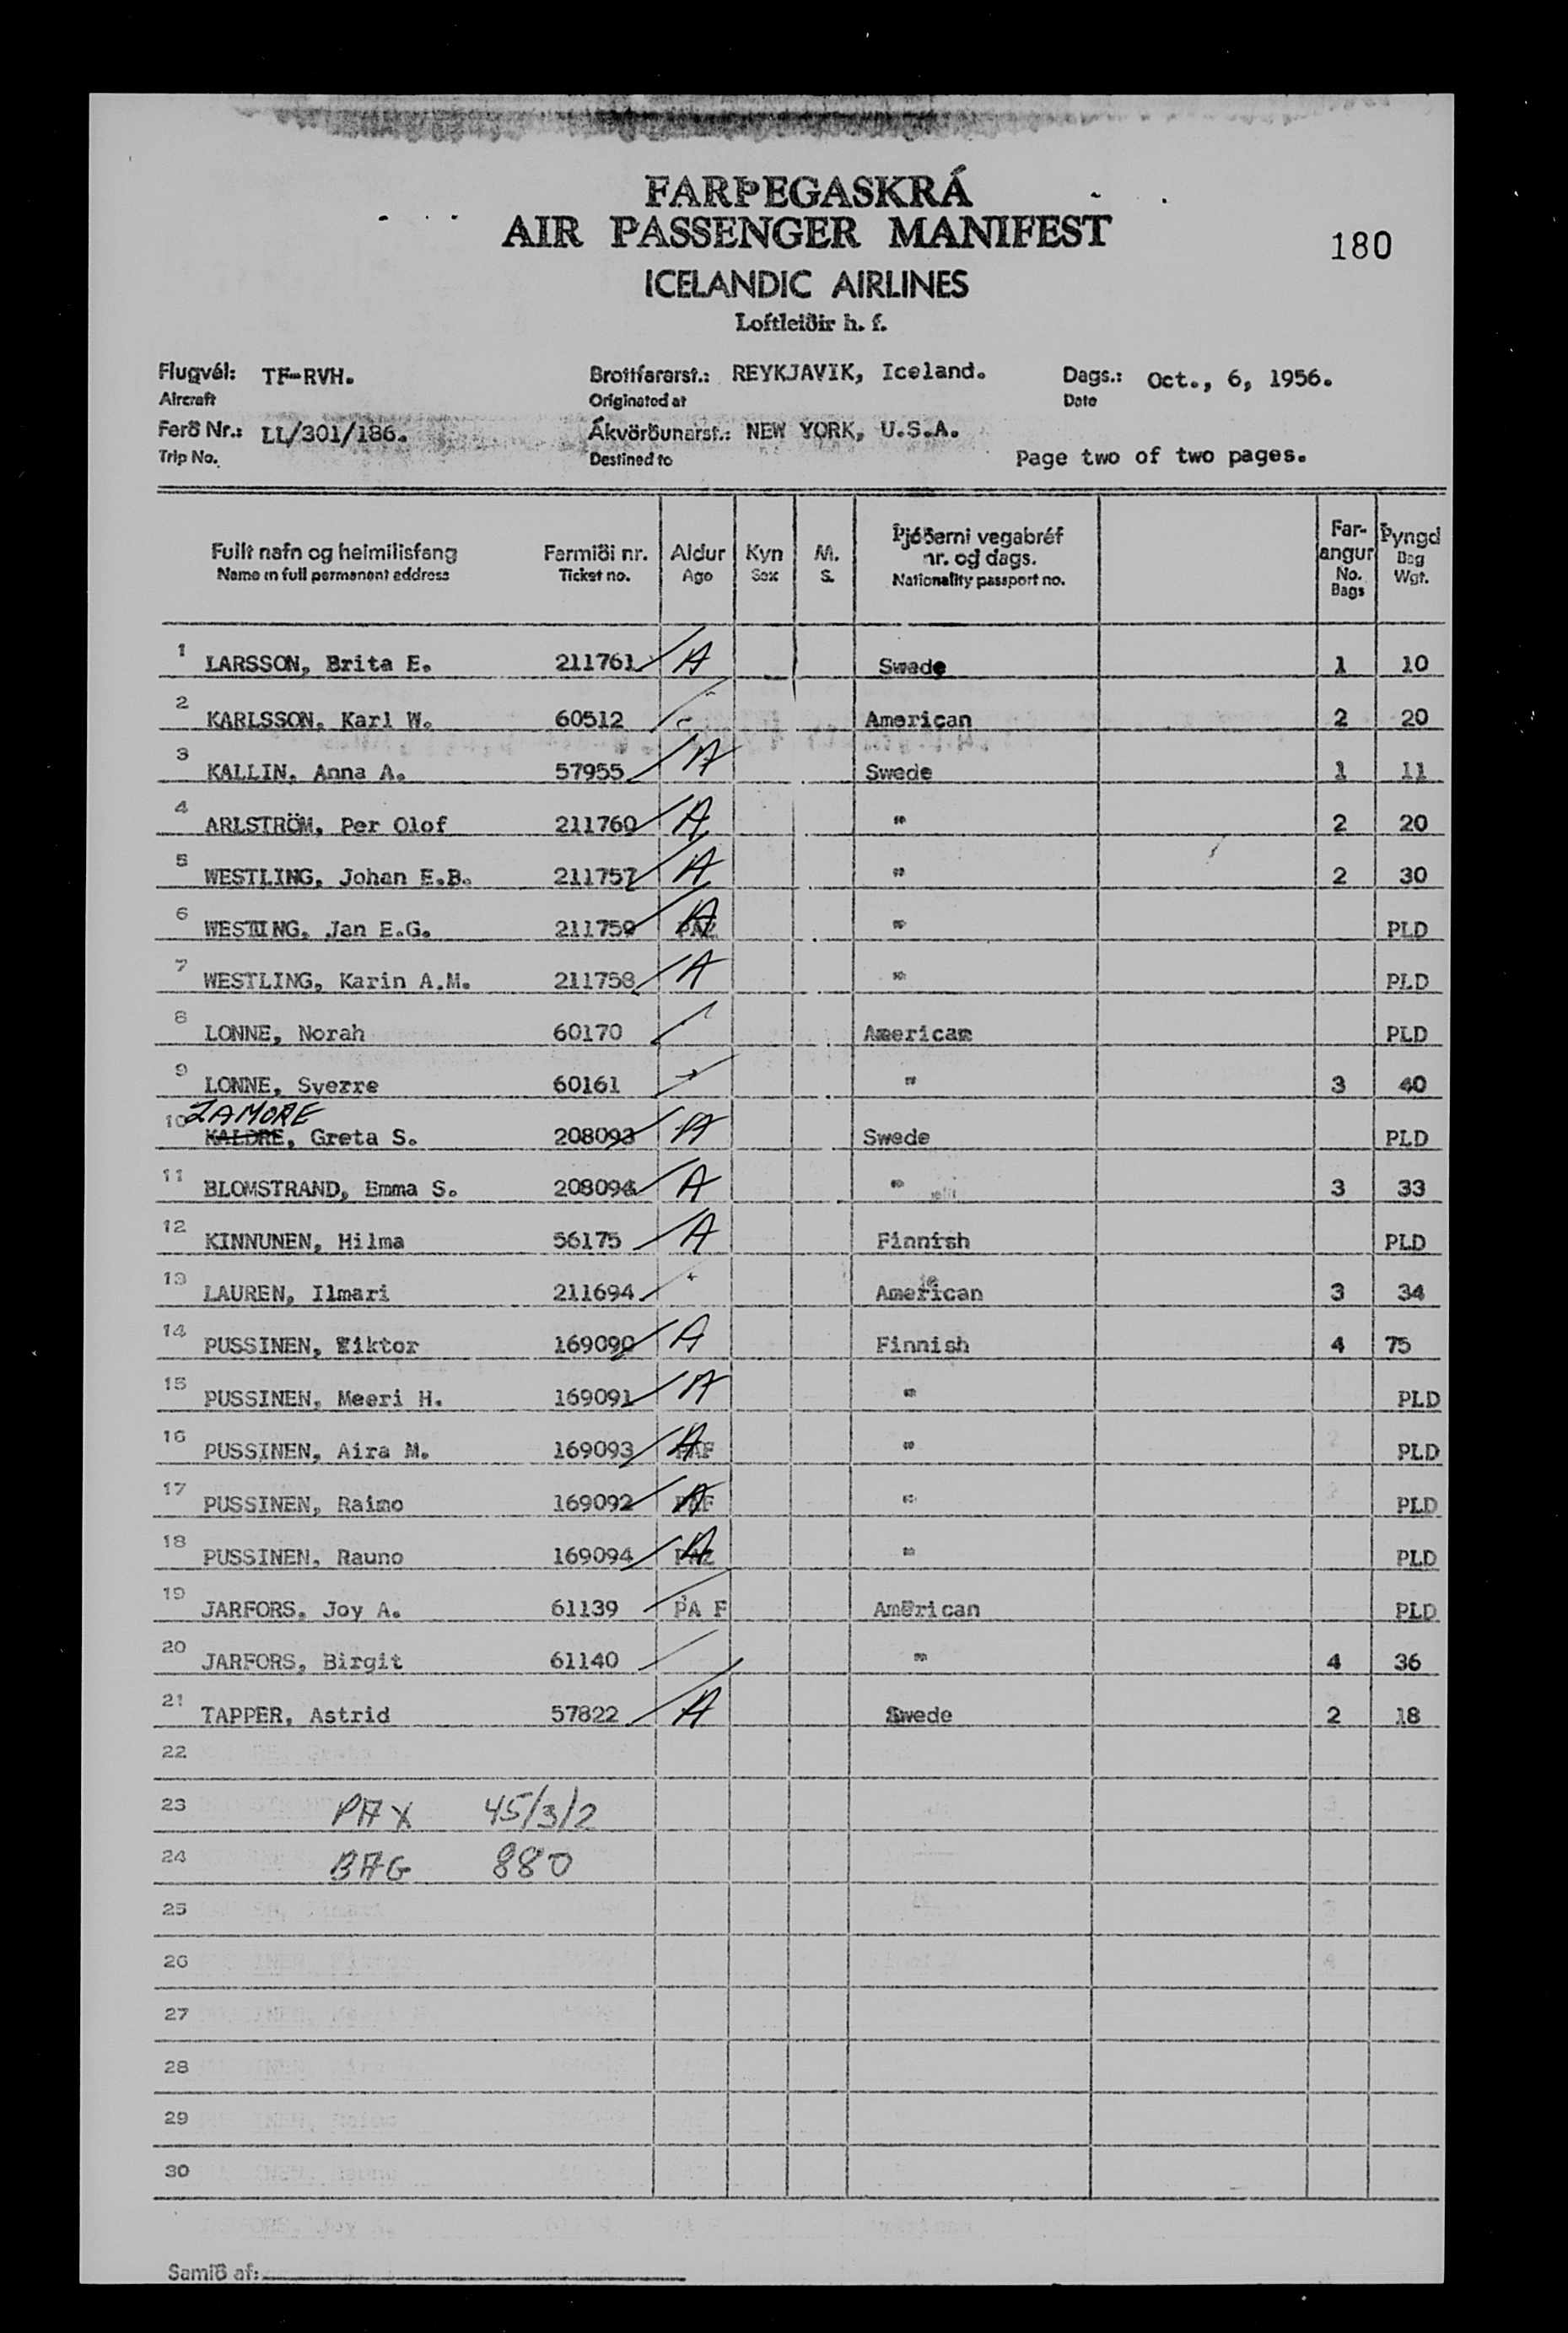 FARÞEGASKRÁ
AIR PASSENGER MANIFEST
180
ICELANDIC AIRLINES
Loftleiðir h. f.
Flugvél: TF-RVH. Brottfararst.: REYKJAVIK, Iceland. Dags.: Oct., 6, 1956.
Aircraft Originated at Date
Ferð Nr.: LL/301/186. Ákvörðunarst.: NEW YORK, U.S.A.
Trip No. Destined to Page two of two pages.
Fullt nafn og heimilisfang Farmiði nr. Aldur Kyn M. Þjóðerni vegabréf nr. og dags. Far-angur Þyngd
Name in full permanent address Ticket no. Age Sex S. Nationality passport no. No. Bags Bag Wgt.
1 LARSSON, Brita E. 211761 A Swede 1 10
2 KARLSSON, Karl W. 60512 American 2 20
3 KALLIN, Anna A. 57955 A Swede 1 11
4 ARLSTRÖM, Per Olof 211760 A " 2 20
5 WESTLING, Johan E.B. 211757 A " 2 30
6 WESTLING, Jan E.G. 211759 PAZ A " PLD
7 WESTLING, Karin A.M. 211758 A " PLD
8 LONNE, Norah 60170 American PLD
9 LONNE, Sverre 60161 " 3 40
ZAMORE
10 KALDRE, Greta S. 208093 A Swede PLD
11 BLOMSTRAND, Emma S. 208094 A " 3 33
12 KINNUNEN, Hilma 56175 A Finnish PLD
13 LAUREN, Ilmari 211694 American 3 34
14 PUSSINEN, Eiktor 169090 A Finnish 4 75
15 PUSSINEN, Meeri H. 169091 A " PLD
16 PUSSINEN, Aira M. 169093 PAF A " PLD
17 PUSSINEN, Raimo 169092 PAF A " PLD
18 PUSSINEN, Rauno 169094 PAZ A " PLD
19 JARFORS, Joy A. 61139 PA F American PLD
20 JARFORS, Birgit 61140 " 4 36
21 TAPPER, Astrid 57822 A Swede 2 18
22
23 PAX 45/3/2
24 BAG 880
25
26
27
28
29
30
Samið af: